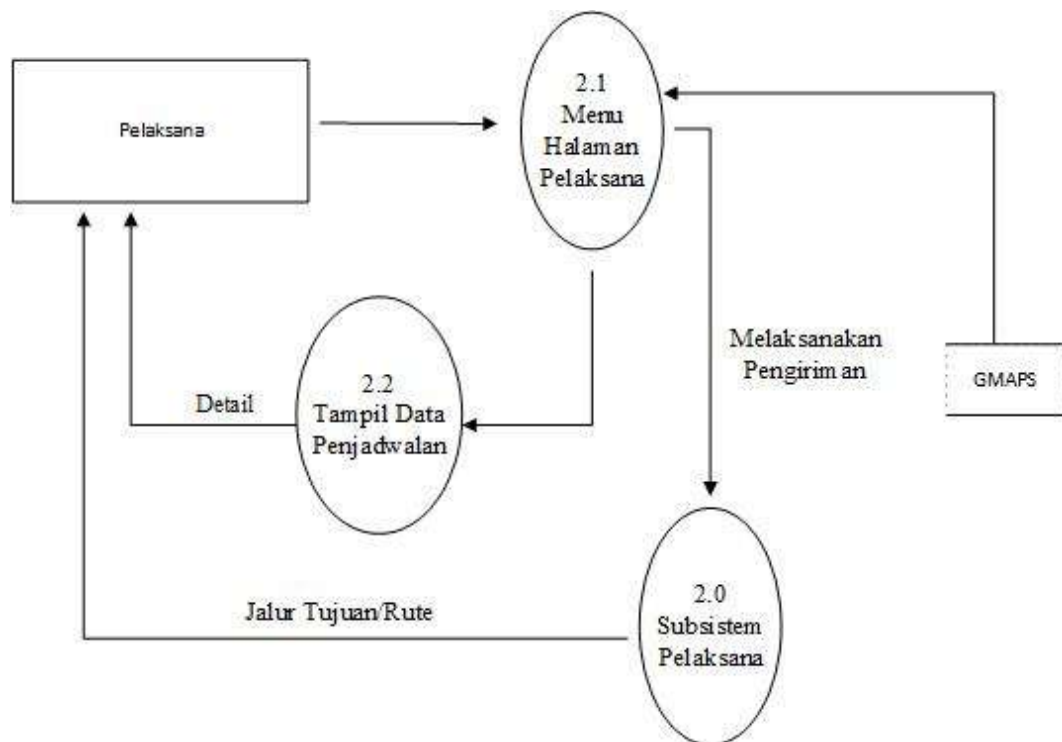 2.1
Menu
Halaman
Pelaksana
Pelaksana
Melaksanakan
Pengiriman
GMAPS
2.2
Tampil Data
Penjadwalan
Detail
2.0
Subsistem
Pelaksana
Jalur Tujuan/Rute